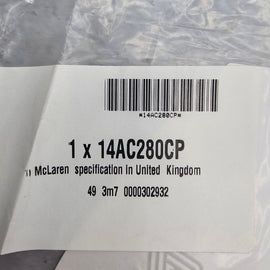 *14AC280CP*
1 x 14AC280CP
McLaren specification in United Kingdom
49 3m7 0000302932